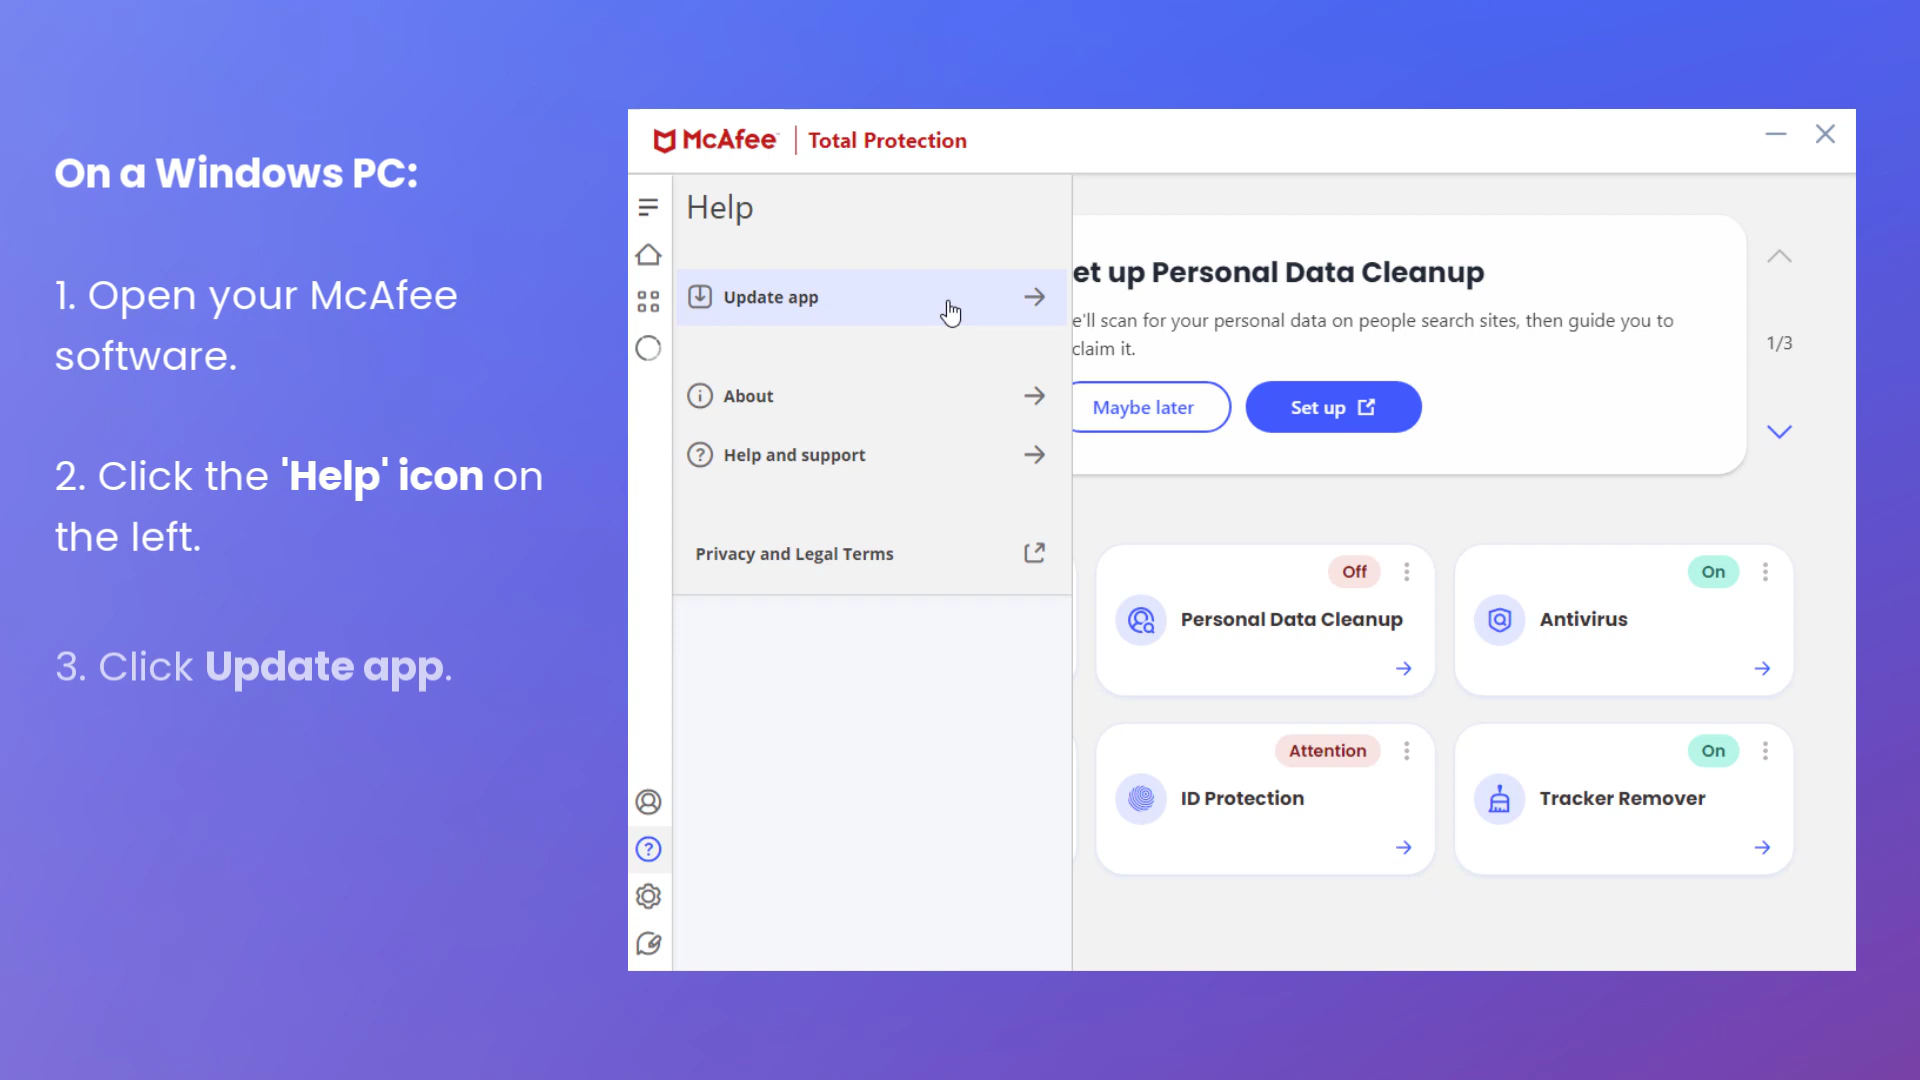 On a Windows PC:
1. Open your McAfee
software.
2. Click the 'Help' icon on
the left.
3. Click Update app.
McAfee™ | Total Protection
Help
Update app
About
Help and support
Privacy and Legal Terms
et up Personal Data Cleanup
e'll scan for your personal data on people search sites, then guide you to
claim it.
Maybe later
Set up
1/3
Off
Personal Data Cleanup
On
Antivirus
Attention
ID Protection
On
Tracker Remover